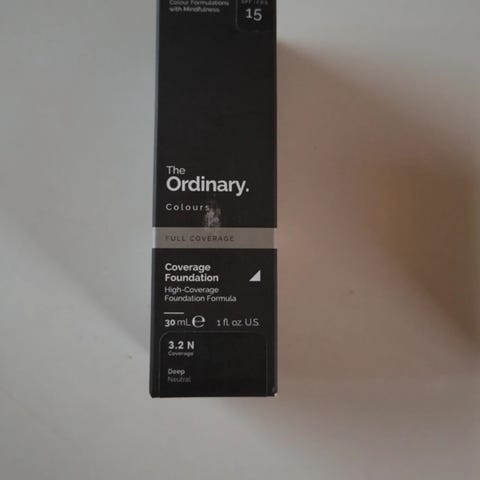 Colour Formulations
with Mindfulness
15
The
Ordinary.
Colours
FULL COVERAGE
Coverage
Foundation
High-Coverage
Foundation Formula
30 mL ℮ 1 fl. oz. U.S.
3.2 N
Coverage
Deep
Neutral